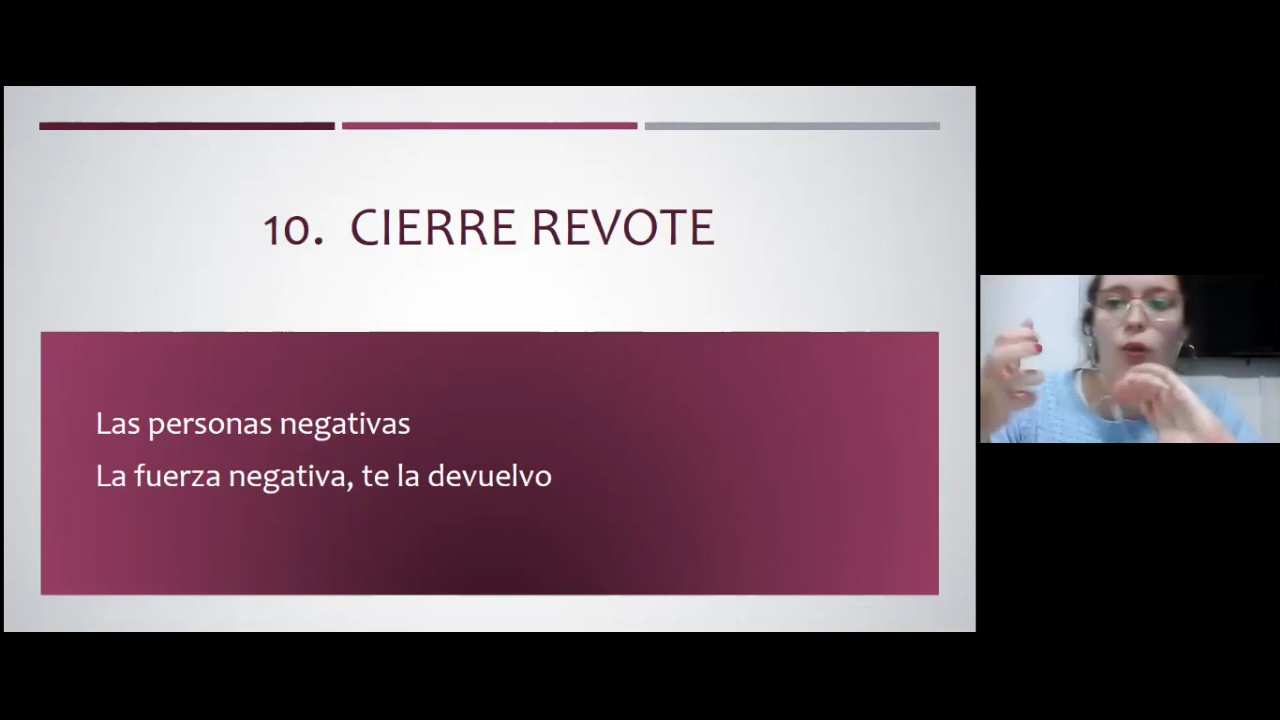 10. CIERRE REVOTE
Las personas negativas
La fuerza negativa, te la devuelvo